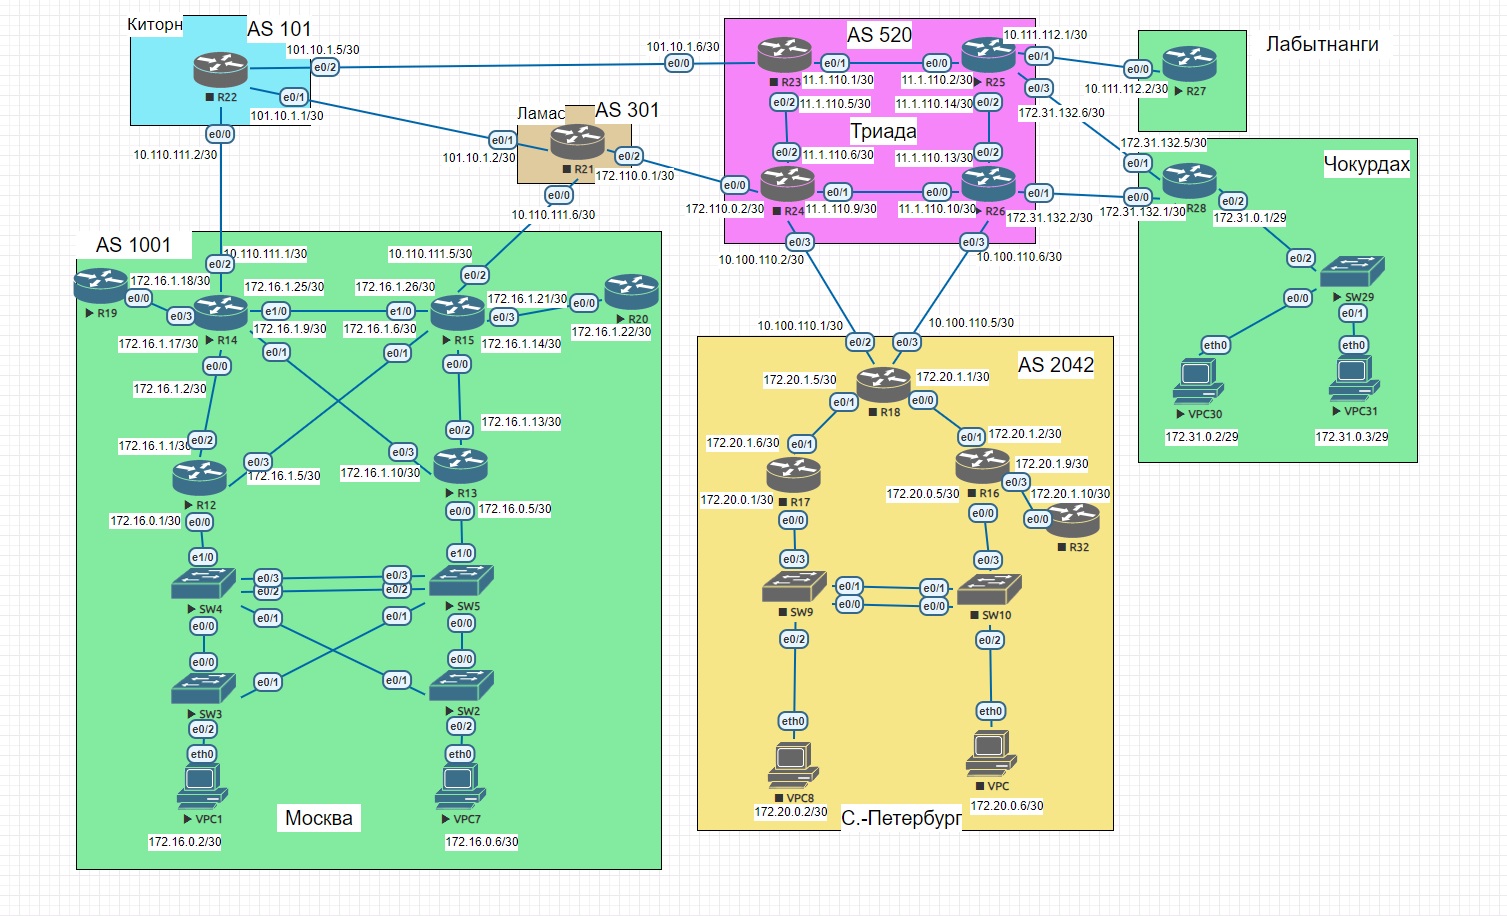 Киторн
AS 101
101.10.1.5/30
e0/2
R22
e0/1
101.10.1.1/30
e0/0
10.110.111.2/30
Ламас
AS 301
e0/1
101.10.1.2/30
R21
e0/2
172.110.0.1/30
e0/0
10.110.111.6/30
AS 520
101.10.1.6/30
e0/0
R23
e0/1
11.1.110.1/30
e0/2
11.1.110.5/30
e0/0
11.1.110.2/30
R25
10.111.112.1/30
e0/1
e0/3
172.31.132.6/30
11.1.110.14/30
e0/2
Триада
e0/2
11.1.110.6/30
11.1.110.13/30
e0/2
e0/0
172.110.0.2/30
R24
e0/1
11.1.110.9/30
e0/0
11.1.110.10/30
R26
e0/1
172.31.132.2/30
e0/3
10.100.110.2/30
e0/3
10.100.110.6/30
Лабытнанги
e0/0
10.111.112.2/30
R27
Чокурдах
172.31.132.5/30
e0/1
e0/0
172.31.132.1/30
R28
e0/2
172.31.0.1/29
e0/2
SW29
e0/0
e0/1
eth0
eth0
VPC30
VPC31
172.31.0.2/29
172.31.0.3/29
AS 1001
10.110.111.1/30
e0/2
10.110.111.5/30
e0/2
172.16.1.18/30
e0/0
R19
e0/3
172.16.1.17/30
R14
172.16.1.25/30
e1/0
172.16.1.9/30
e0/1
172.16.1.26/30
e1/0
172.16.1.6/30
e0/1
R15
172.16.1.21/30
e0/3
172.16.1.14/30
e0/0
R20
172.16.1.22/30
e0/0
172.16.1.2/30
e0/0
172.16.1.1/30
e0/2
e0/3
172.16.1.5/30
R12
172.16.0.1/30
e0/0
e0/2
172.16.1.13/30
e0/3
172.16.1.10/30
R13
e0/0
172.16.0.5/30
e1/0
e1/0
SW4
e0/3
e0/2
e0/3
e0/2
SW5
e0/0
e0/1
e0/1
e0/0
e0/0
e0/1
e0/1
e0/0
SW3
SW2
e0/2
e0/2
eth0
eth0
VPC1
VPC7
172.16.0.2/30
172.16.0.6/30
Москва
AS 2042
10.100.110.1/30
e0/2
10.100.110.5/30
e0/3
172.20.1.5/30
e0/1
R18
172.20.1.1/30
e0/0
172.20.1.6/30
e0/1
R17
172.20.0.1/30
e0/0
e0/1
172.20.1.2/30
172.20.1.9/30
172.20.0.5/30
R16
e0/3
172.20.1.10/30
e0/0
e0/0
R32
e0/3
e0/3
SW9
e0/1
e0/0
e0/1
e0/0
SW10
e0/2
e0/2
eth0
eth0
VPC8
VPC
172.20.0.2/30
172.20.0.6/30
С.-Петербург